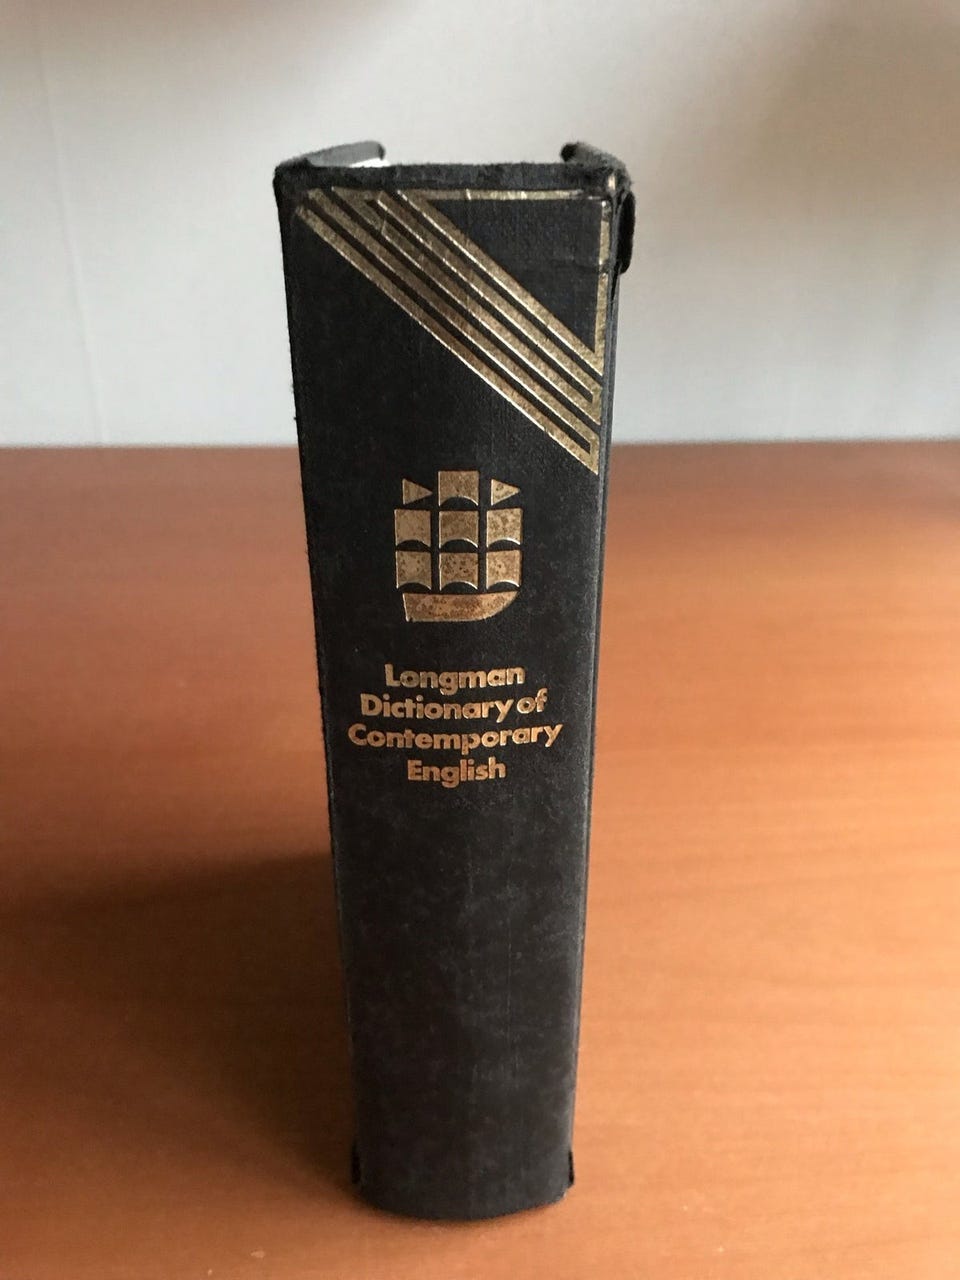 Longman
Dictionary of
Contemporary
English